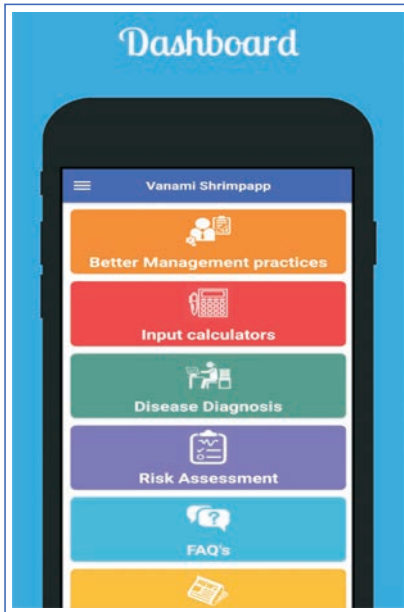 Dashboard
Vanami Shrimpapp
Better Management practices
Input calculators
Disease Diagnosis
Risk Assessment
FAQ's